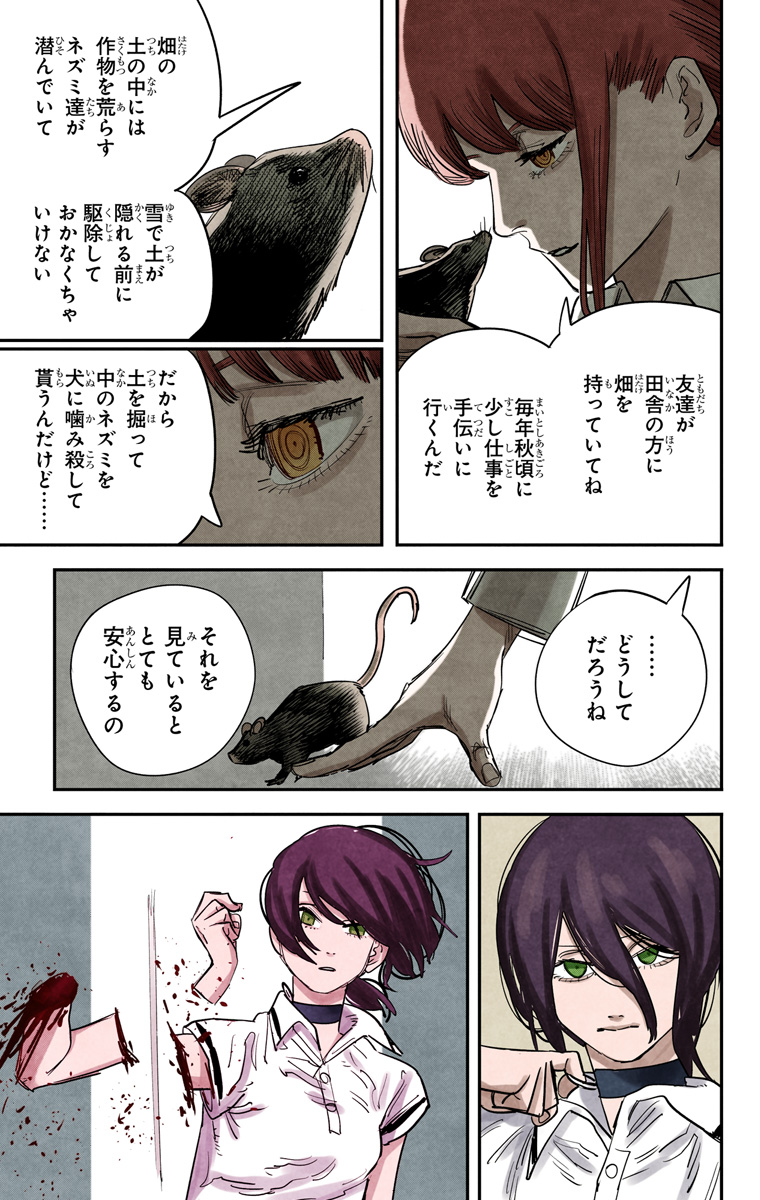 友達が
田舎の方に
畑を
持っていてね
毎年秋頃に
少し仕事を
手伝いに
行くんだ
畑の
土の中には
作物を荒らす
ネズミ達が
潜んでいて
雪で土が
隠れる前に
駆除して
おかなくちゃ
いけない
だから
土を掘って
中のネズミを
犬に噛み殺して
貰うんだけど……
……
どうして
だろうね
それを
見ていると
とても
安心するの